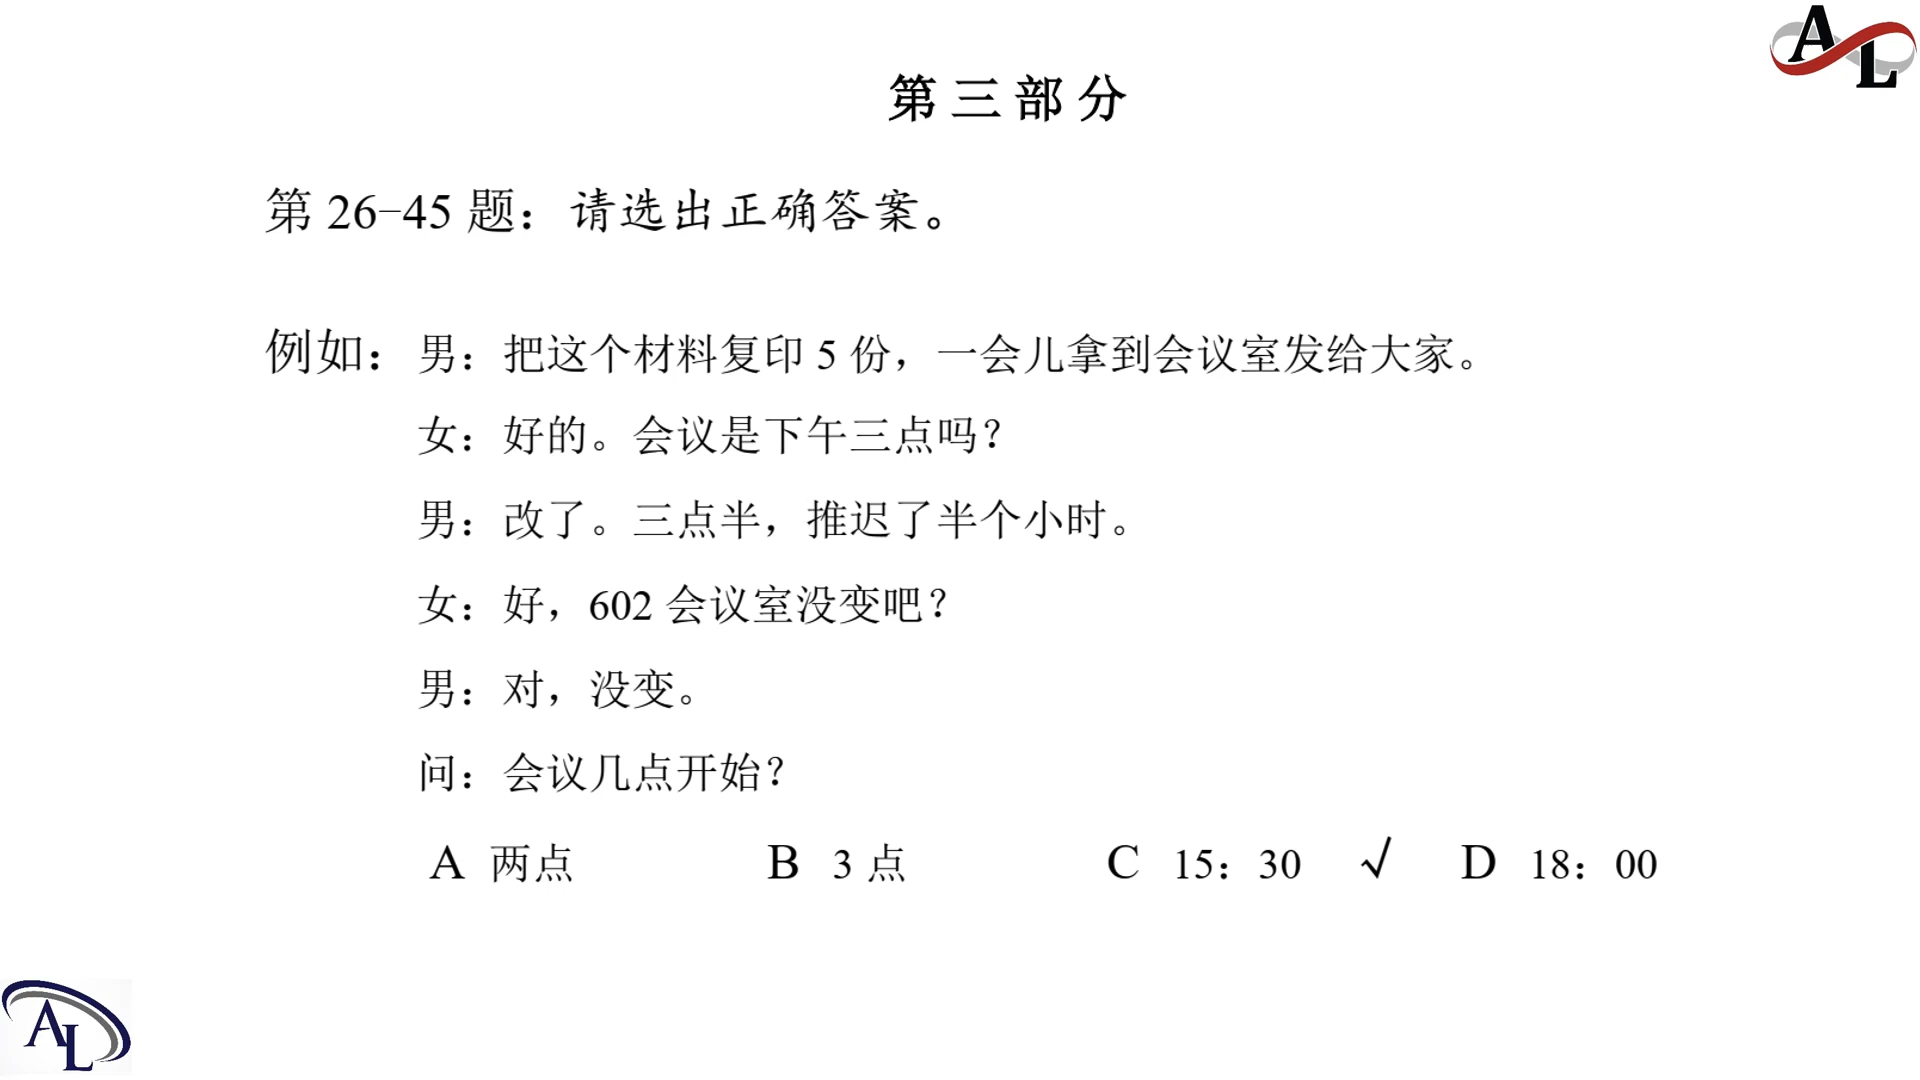 AL
第三部分
第 26-45 题：请选出正确答案。
例如：男：把这个材料复印 5 份，一会儿拿到会议室发给大家。
女：好的。会议是下午三点吗？
男：改了。三点半，推迟了半个小时。
女：好，602 会议室没变吧？
男：对，没变。
问：会议几点开始？
A 两点 B 3 点 C 15：30 √ D 18：00
AL